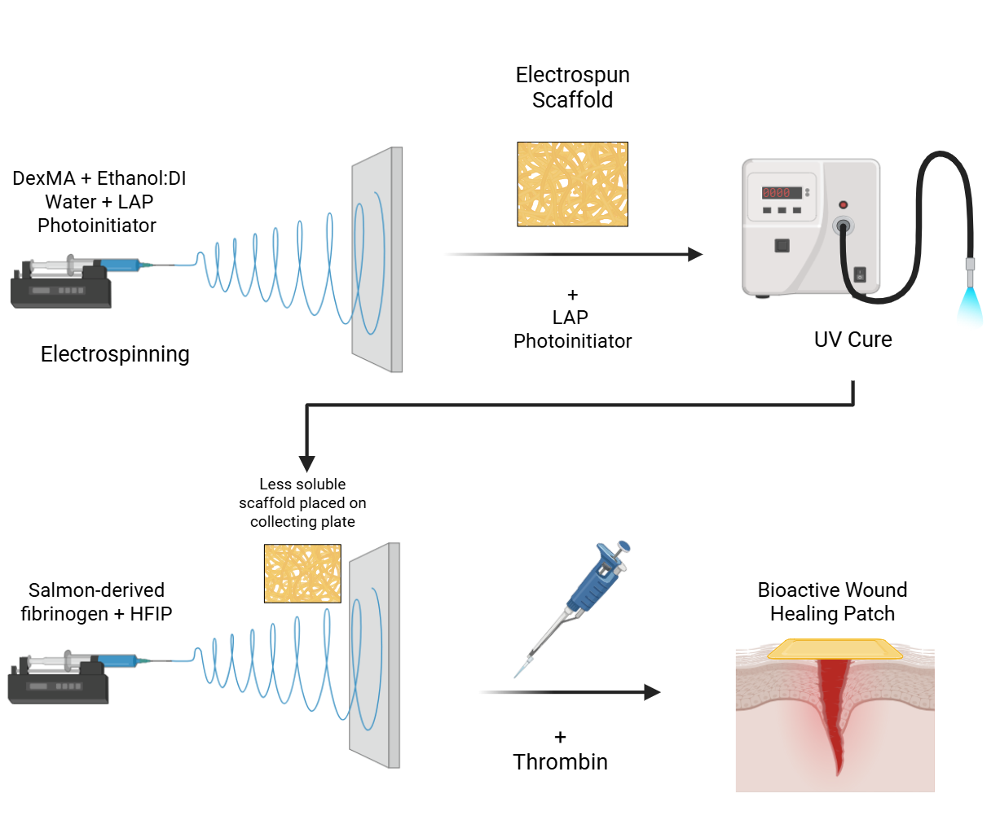 Electrospun
Scaffold
DexMA + Ethanol:DI
Water + LAP
Photoinitiator
0000
+
LAP
Photoinitiator
UV Cure
Electrospinning
Less soluble
scaffold placed on
collecting plate
Salmon-derived
fibrinogen + HFIP
Bioactive Wound
Healing Patch
+
Thrombin